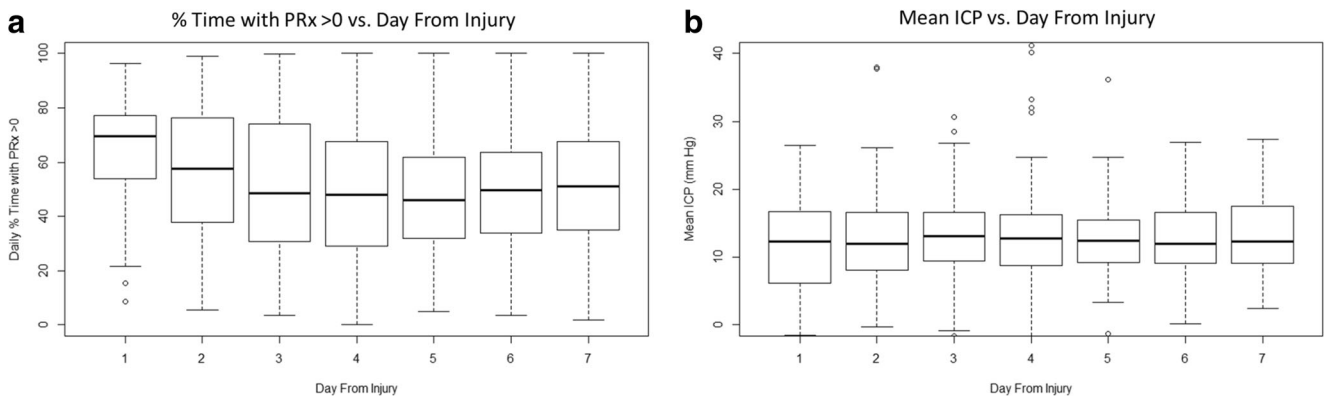 a
% Time with PRx >0 vs. Day From Injury
Daily % Time with PRx >0
100
80
60
40
20
0
1 2 3 4 5 6 7
Day From Injury
b
Mean ICP vs. Day From Injury
Mean ICP (mm Hg)
40
30
20
10
0
1 2 3 4 5 6 7
Day From Injury